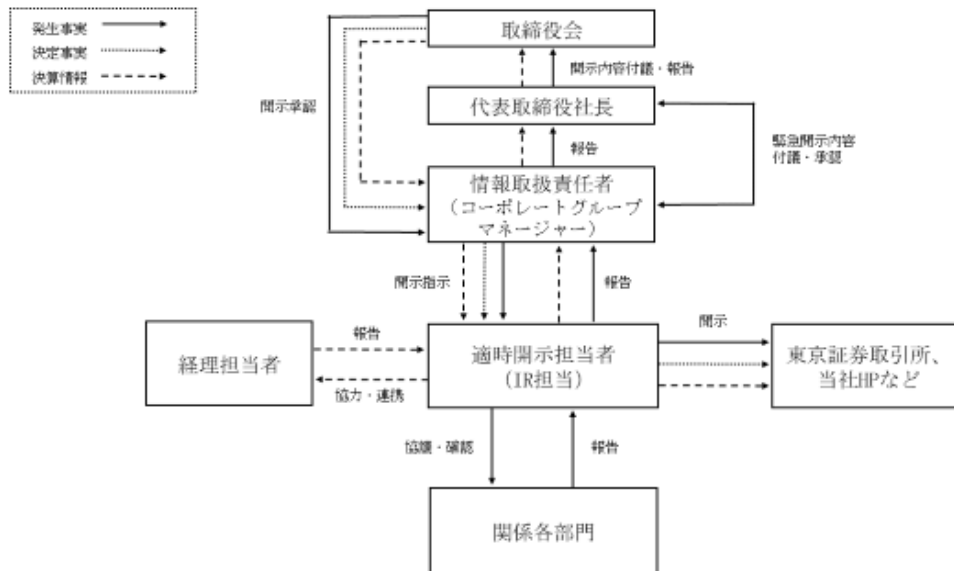 発生事実
決定事実
決算情報
取締役会
開示内容付議・報告
代表取締役社長
開示承認
報告
緊急開示内容
付議・承認
情報取扱責任者
（コーポレートグループ
マネージャー）
開示指示
報告
開示
経理担当者
報告
協力・連携
適時開示担当者
（IR担当）
東京証券取引所、
当社HPなど
協議・確認
報告
関係各部門